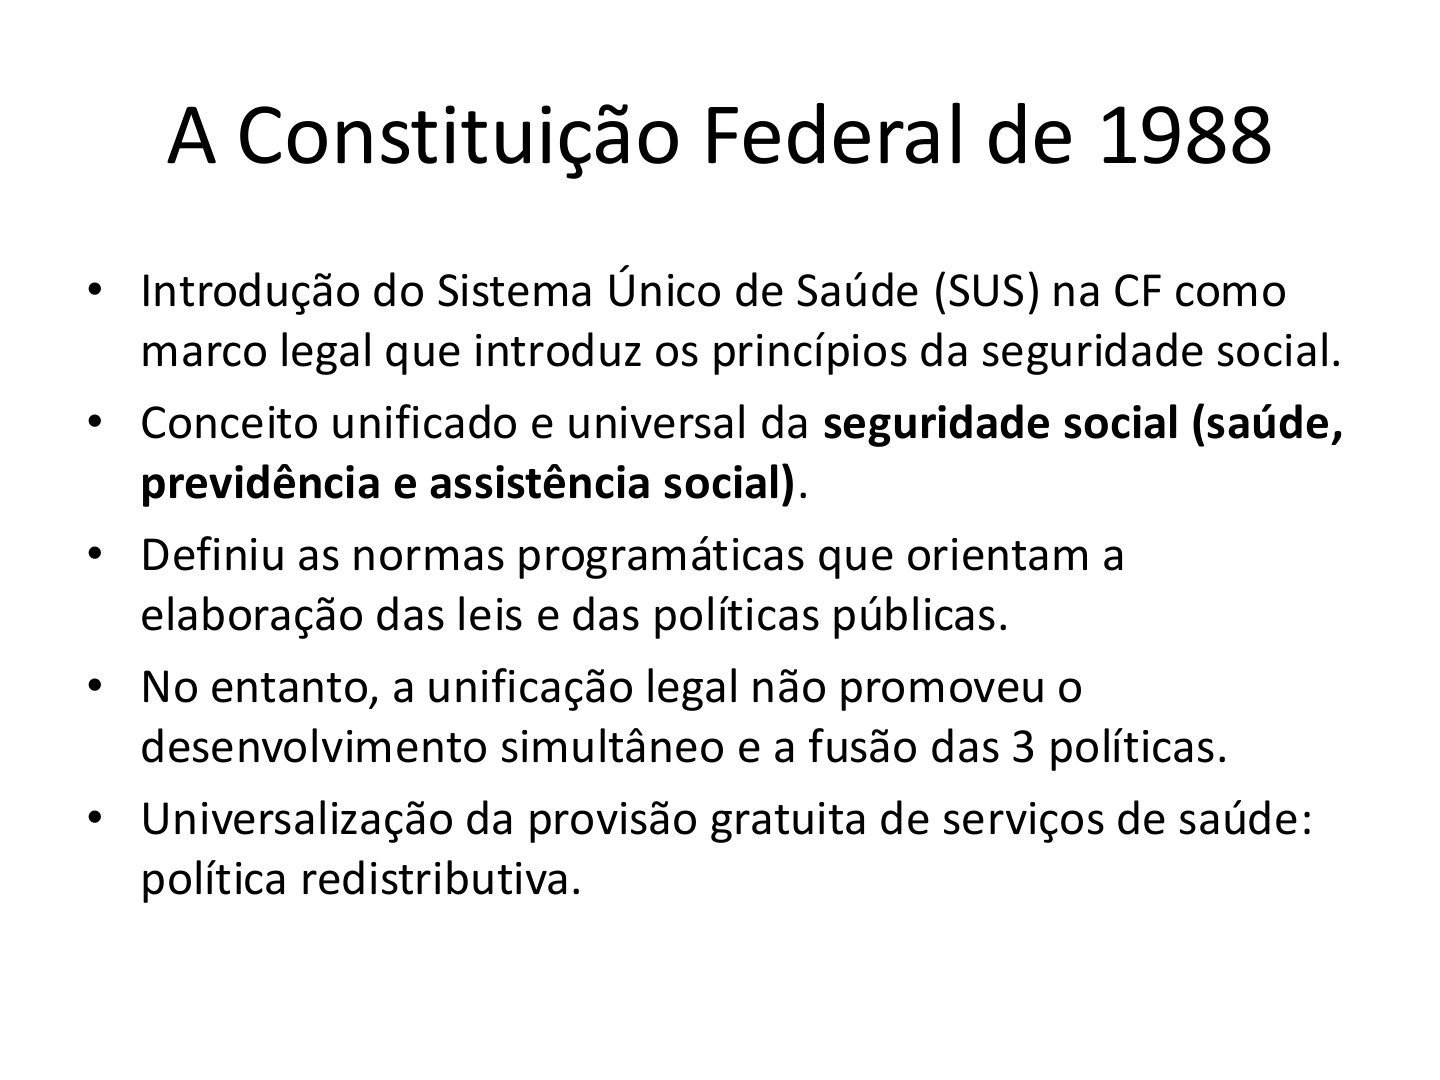 A Constituição Federal de 1988
• Introdução do Sistema Único de Saúde (SUS) na CF como
marco legal que introduz os princípios da seguridade social.
• Conceito unificado e universal da seguridade social (saúde,
previdência e assistência social).
• Definiu as normas programáticas que orientam a
elaboração das leis e das políticas públicas.
• No entanto, a unificação legal não promoveu o
desenvolvimento simultâneo e a fusão das 3 políticas.
• Universalização da provisão gratuita de serviços de saúde:
política redistributiva.